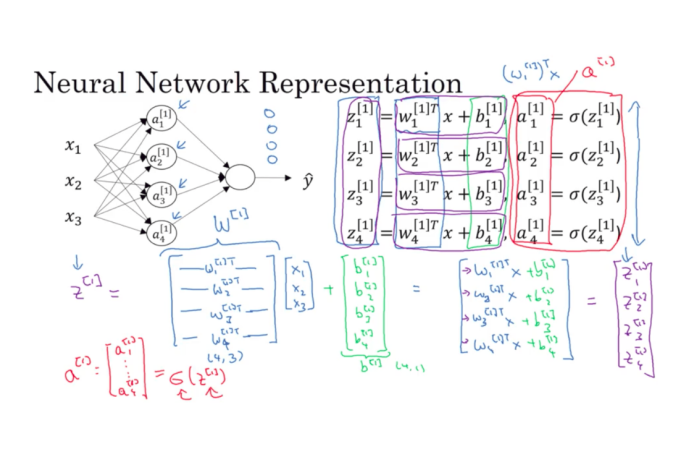 Neural Network Representation
(w₁^[1])ᵀx
a^[1]
x₁
x₂
x₃
a₁^[1]
a₂^[1]
a₃^[1]
a₄^[1]
ŷ
z₁^[1] = w₁^[1]T x + b₁^[1], a₁^[1] = σ(z₁^[1])
z₂^[1] = w₂^[1]T x + b₂^[1], a₂^[1] = σ(z₂^[1])
z₃^[1] = w₃^[1]T x + b₃^[1], a₃^[1] = σ(z₃^[1])
z₄^[1] = w₄^[1]T x + b₄^[1], a₄^[1] = σ(z₄^[1])
W^[1]
z^[1] =
w₁^[1]T
w₂^[1]T
w₃^[1]T
w₄^[1]T
(4,3)
x₁
x₂
x₃
+
b₁^[1]
b₂^[1]
b₃^[1]
b₄^[1]
b^[1] (4,1)
=
w₁^[1]T x + b₁^[1]
w₂^[1]T x + b₂^[1]
w₃^[1]T x + b₃^[1]
w₄^[1]T x + b₄^[1]
=
z₁^[1]
z₂^[1]
z₃^[1]
z₄^[1]
a^[1] = [a₁^[1] ⋮ a₄^[1]] = σ(z^[1])